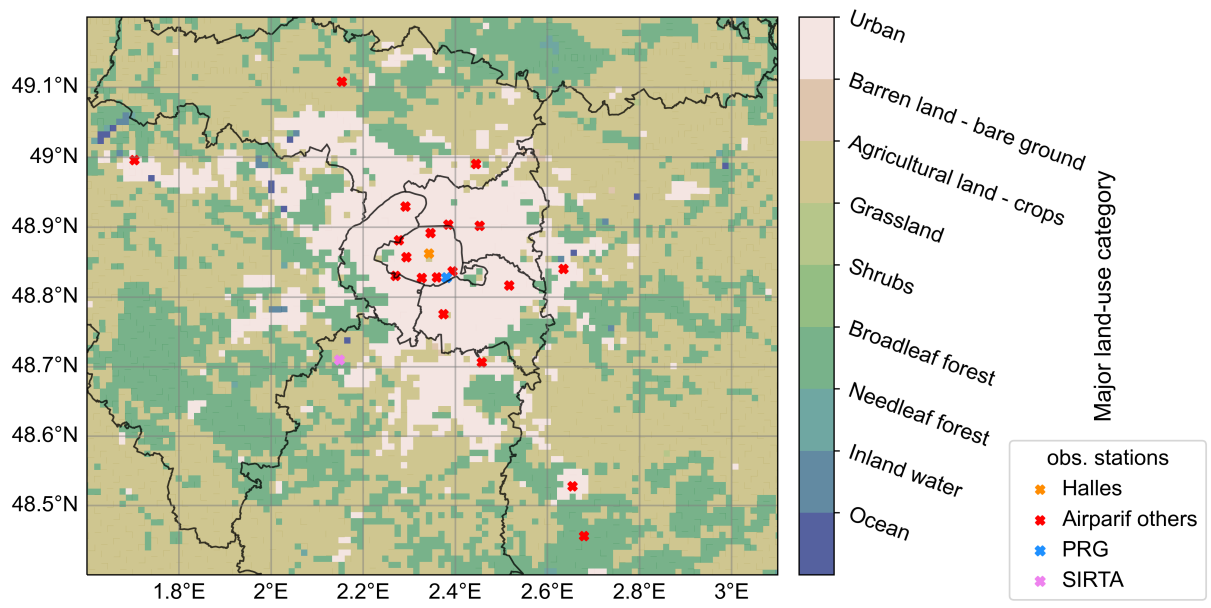 49.1°N
49°N
48.9°N
48.8°N
48.7°N
48.6°N
48.5°N
1.8°E
2°E
2.2°E
2.4°E
2.6°E
2.8°E
3°E
Urban
Barren land - bare ground
Agricultural land - crops
Grassland
Shrubs
Broadleaf forest
Needleaf forest
Inland water
Ocean
Major land-use category
obs. stations
Halles
Airparif others
PRG
SIRTA